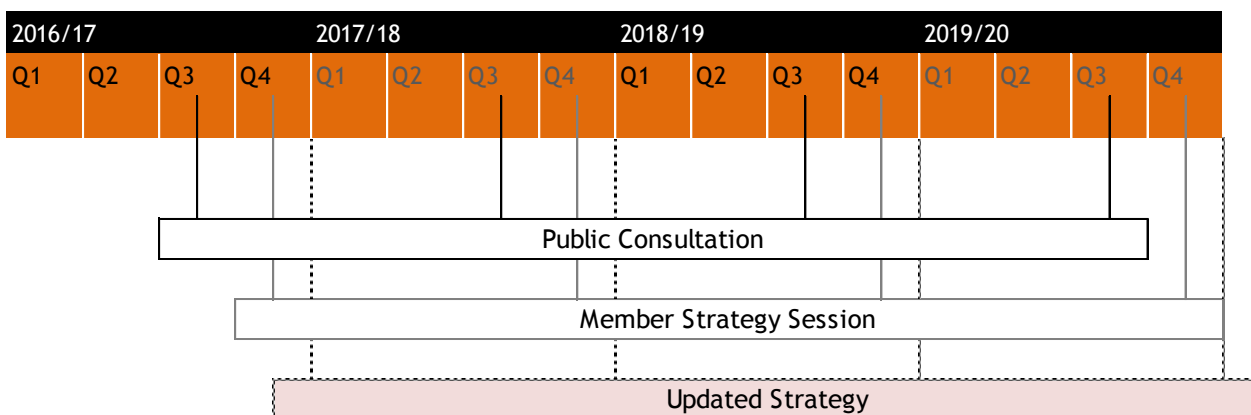 2016/17 2017/18 2018/19 2019/20
Q1 Q2 Q3 Q4 Q1 Q2 Q3 Q4 Q1 Q2 Q3 Q4 Q1 Q2 Q3 Q4
Public Consultation
Member Strategy Session
Updated Strategy